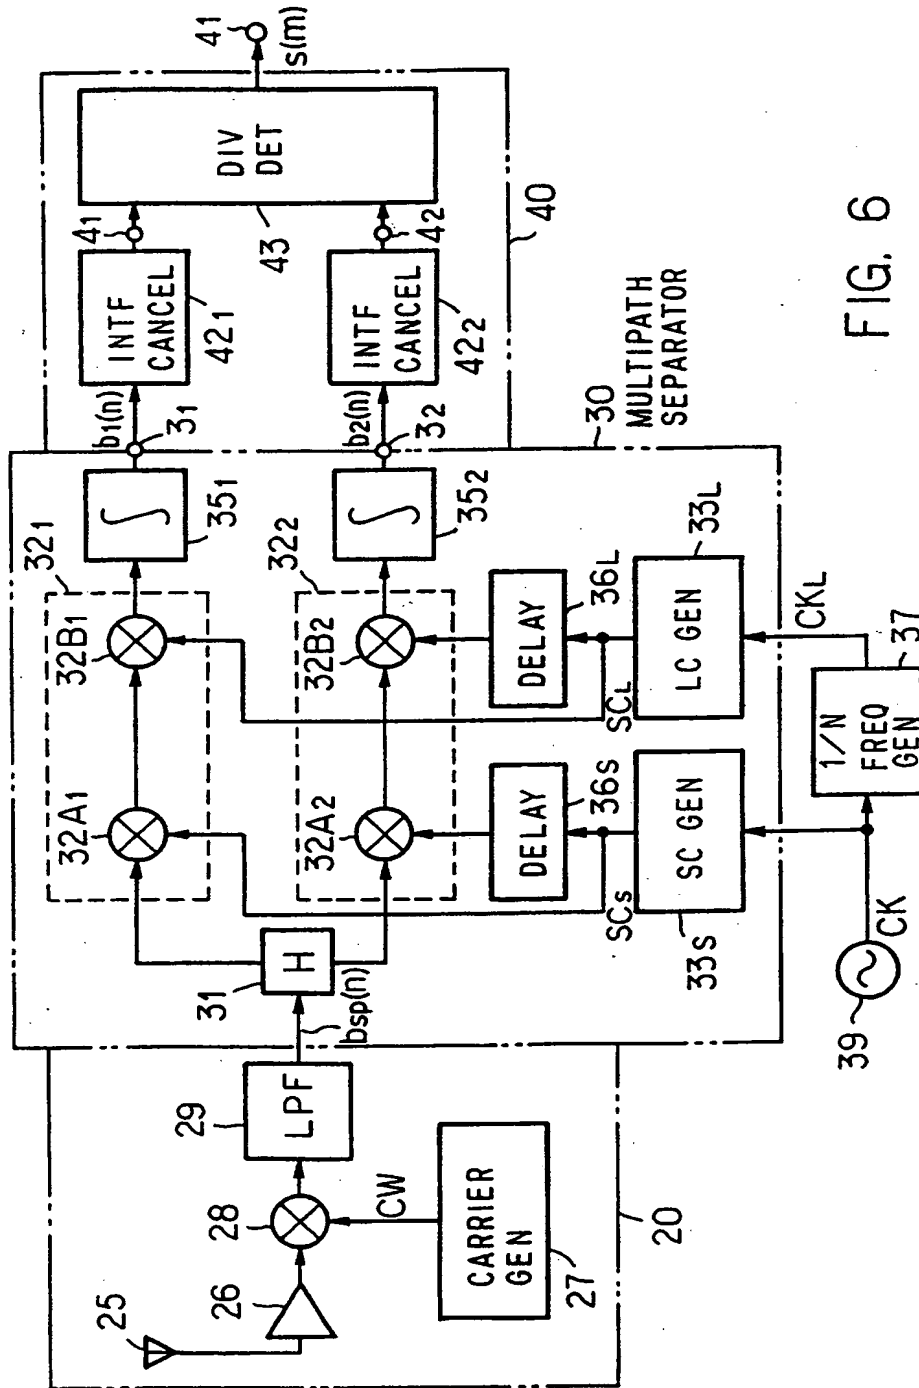 25
26
28
29
LPF
CW
CARRIER
GEN
27
20
bsp(n)
31
H
321
32A1
32B1
351
∫
31
b1(n)
INTF
CANCEL
421
41
322
32A2
32B2
352
∫
32
b2(n)
INTF
CANCEL
422
42
DIV
DET
43
41
s(m)
40
DELAY
36S
SCS
SC GEN
33S
DELAY
36L
SCL
LC GEN
33L
CKL
30
MULTIPATH
SEPARATOR
39
CK
1/N
FREQ
GEN
37
FIG. 6